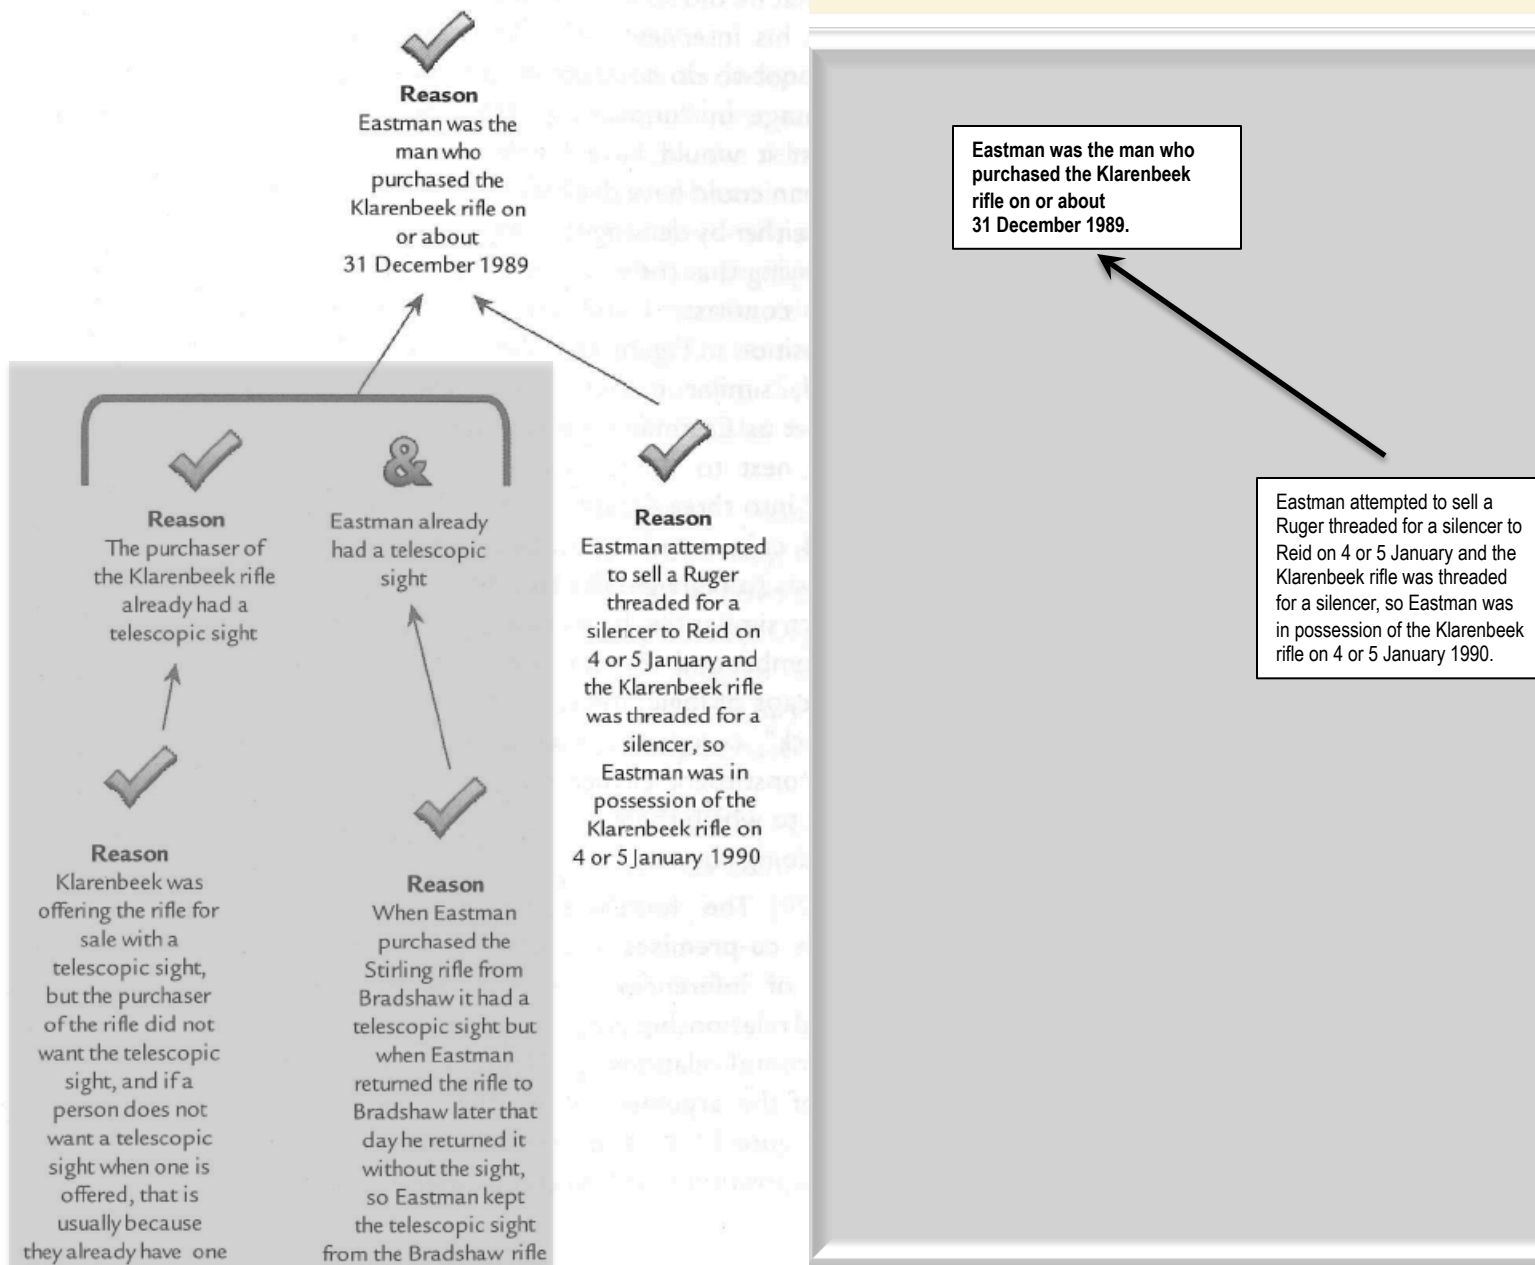 Reason
Eastman was the
man who
purchased the
Klarenbeek rifle on
or about
31 December 1989
Reason
The purchaser of
the Klarenbeek rifle
already had a
telescopic sight
&
Eastman already
had a telescopic
sight
Reason
Eastman attempted
to sell a Ruger
threaded for a
silencer to Reid on
4 or 5 January and
the Klarenbeek rifle
was threaded for a
silencer, so
Eastman was in
possession of the
Klarenbeek rifle on
4 or 5 January 1990
Reason
Klarenbeek was
offering the rifle for
sale with a
telescopic sight,
but the purchaser
of the rifle did not
want the telescopic
sight, and if a
person does not
want a telescopic
sight when one is
offered, that is
usually because
they already have one
Reason
When Eastman
purchased the
Stirling rifle from
Bradshaw it had a
telescopic sight but
when Eastman
returned the rifle to
Bradshaw later that
day he returned it
without the sight,
so Eastman kept
the telescopic sight
from the Bradshaw rifle
Eastman was the man who
purchased the Klarenbeek
rifle on or about
31 December 1989.
Eastman attempted to sell a
Ruger threaded for a silencer to
Reid on 4 or 5 January and the
Klarenbeek rifle was threaded
for a silencer, so Eastman was
in possession of the Klarenbeek
rifle on 4 or 5 January 1990.